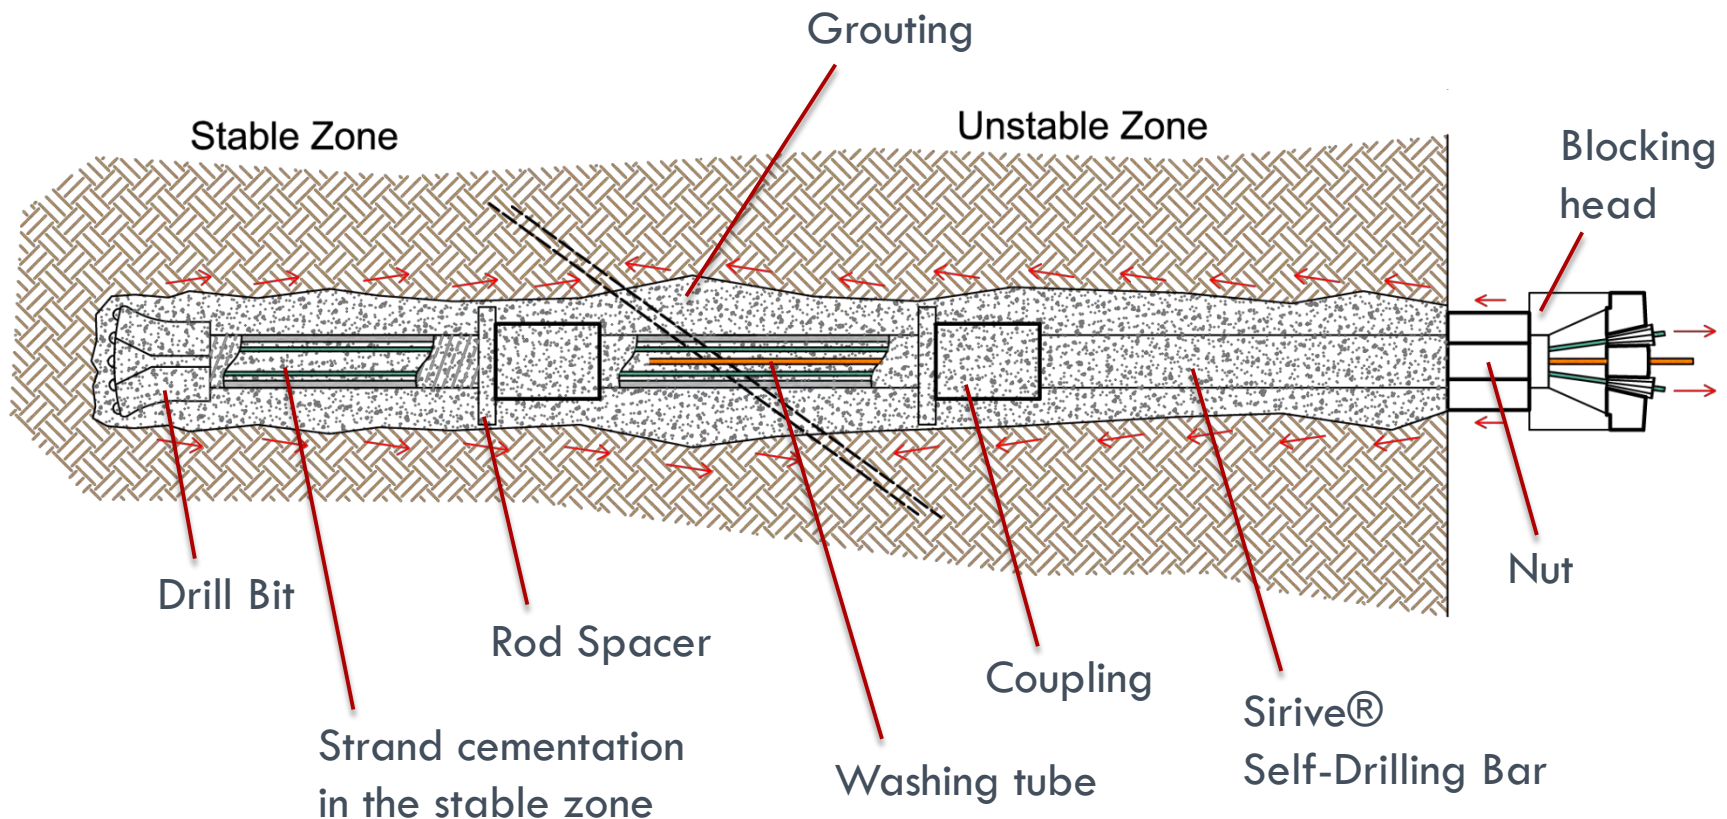 Grouting
Stable Zone
Unstable Zone
Blocking
head
Nut
Drill Bit
Rod Spacer
Coupling
Sirive®
Self-Drilling Bar
Strand cementation
in the stable zone
Washing tube